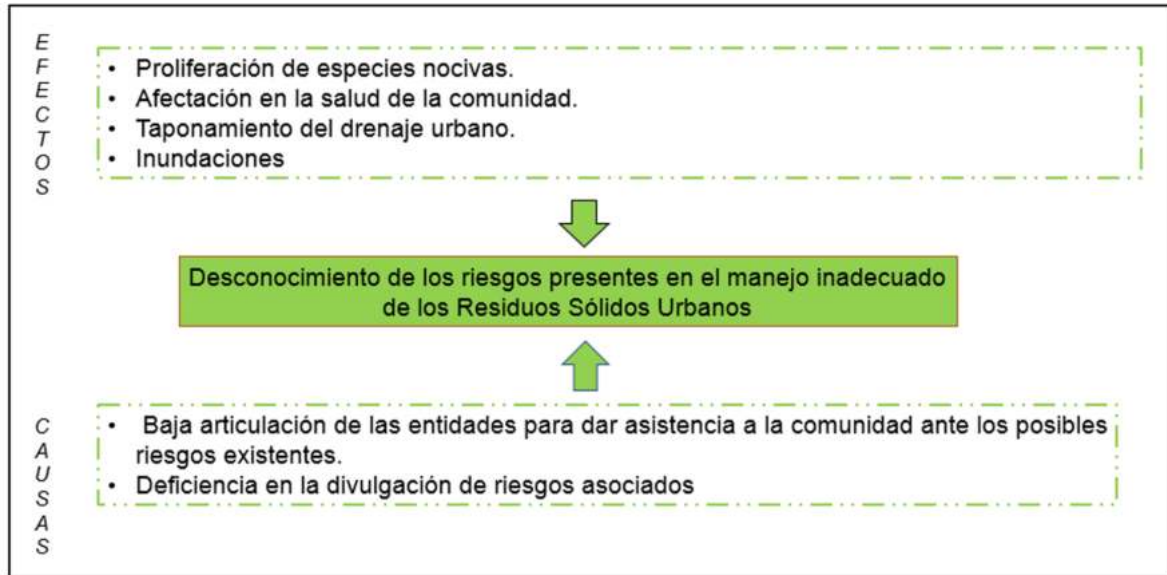 EFECTOS
• Proliferación de especies nocivas.
• Afectación en la salud de la comunidad.
• Taponamiento del drenaje urbano.
• Inundaciones
Desconocimiento de los riesgos presentes en el manejo inadecuado
de los Residuos Sólidos Urbanos
CAUSAS
• Baja articulación de las entidades para dar asistencia a la comunidad ante los posibles
riesgos existentes.
• Deficiencia en la divulgación de riesgos asociados